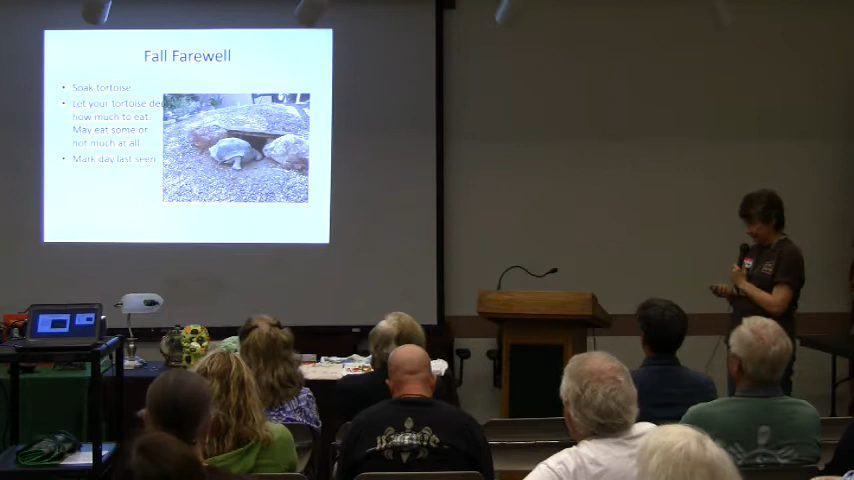 Fall Farewell
• Soak tortoise
• Let your tortoise de
how much to eat.
May eat some or
not much at all
• Mark day last seen